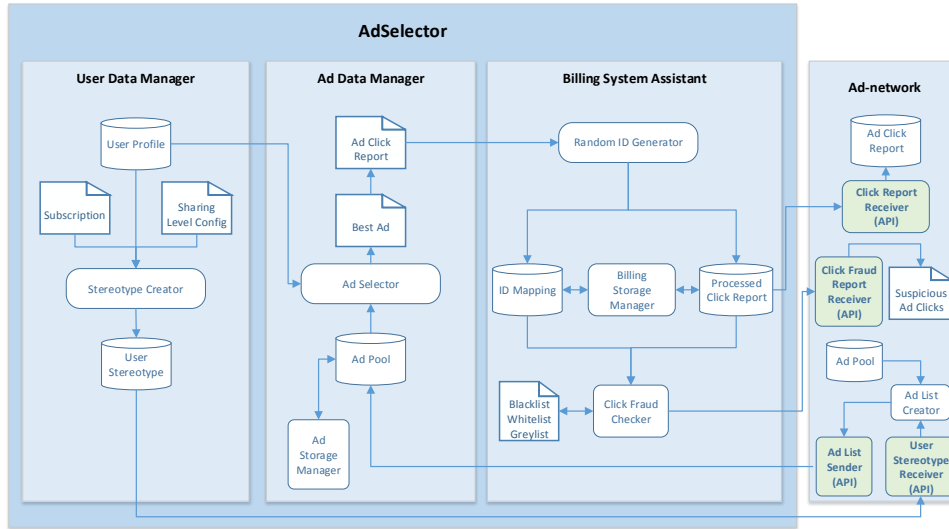 AdSelector
User Data Manager
User Profile
Subscription
Sharing
Level Config
Stereotype Creator
User
Stereotype
Ad Data Manager
Ad Click
Report
Best Ad
Ad Selector
Ad Pool
Ad
Storage
Manager
Billing System Assistant
Random ID Generator
ID Mapping
Billing
Storage
Manager
Processed
Click Report
Blacklist
Whitelist
Greylist
Click Fraud
Checker
Ad-network
Ad Click
Report
Click Report
Receiver
(API)
Click Fraud
Report
Receiver
(API)
Suspicious
Ad Clicks
Ad Pool
Ad List
Creator
Ad List
Sender
(API)
User
Stereotype
Receiver
(API)